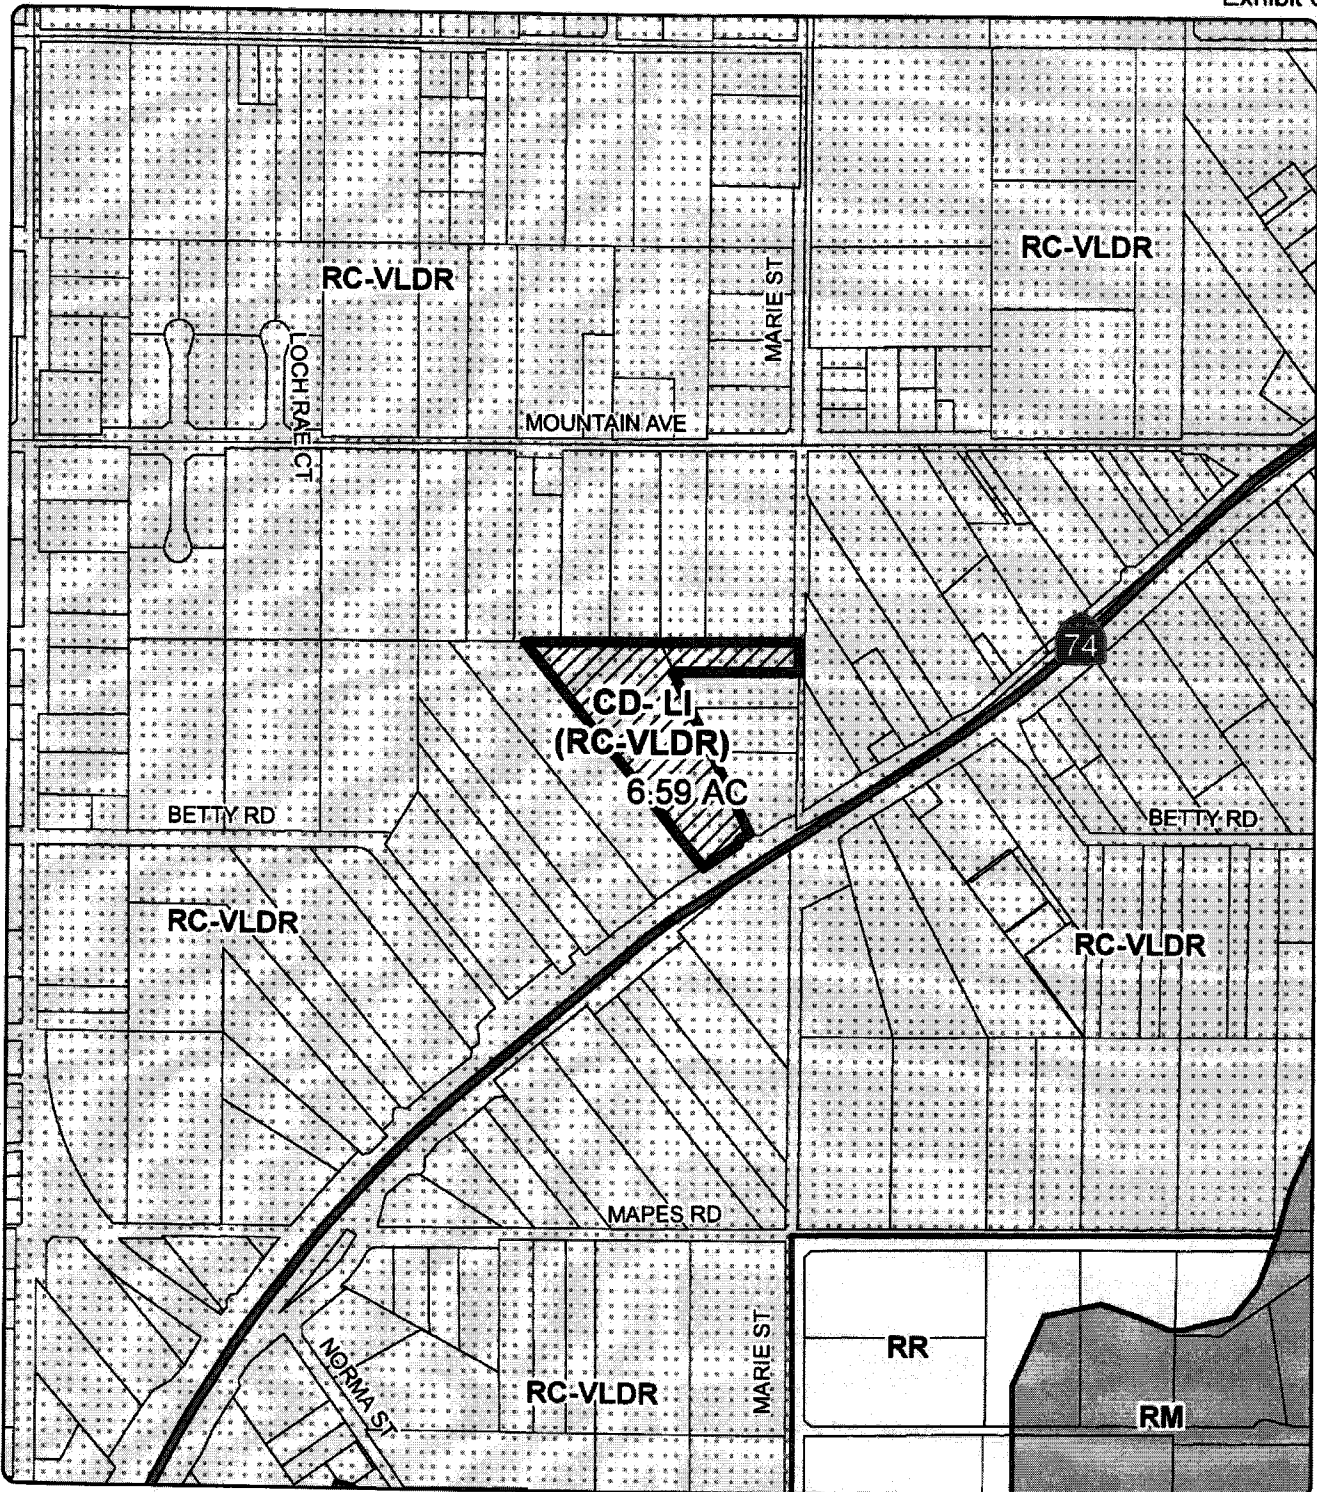 Exhibit
RC-VLDR
RC-VLDR
MARIE ST
LOCH RAE CT
MOUNTAIN AVE
74
CD- LI
(RC-VLDR)
6.59 AC
BETTY RD
BETTY RD
RC-VLDR
RC-VLDR
MAPES RD
MARIE ST
NORMA ST
RR
RC-VLDR
RM